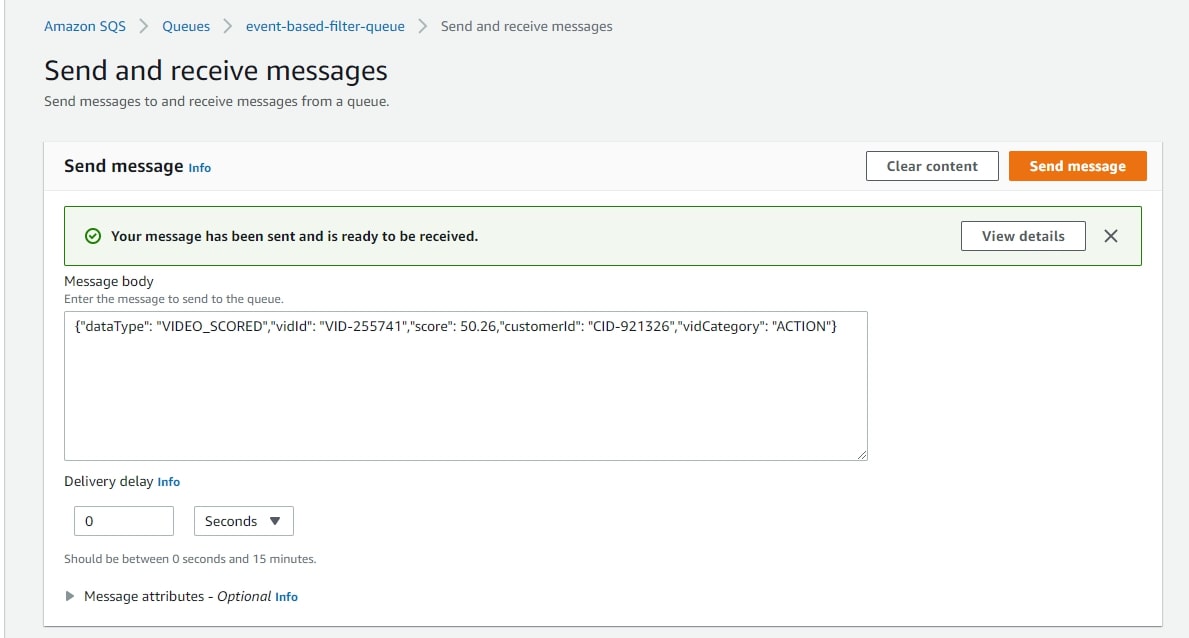 Amazon SQS > Queues > event-based-filter-queue > Send and receive messages
Send and receive messages
Send messages to and receive messages from a queue.
Send message Info
Clear content
Send message
Your message has been sent and is ready to be received.
View details
Message body
Enter the message to send to the queue.
{"dataType": "VIDEO_SCORED","vidId": "VID-255741","score": 50.26,"customerId": "CID-921326","vidCategory": "ACTION"}
Delivery delay Info
0
Seconds
Should be between 0 seconds and 15 minutes.
Message attributes - Optional Info